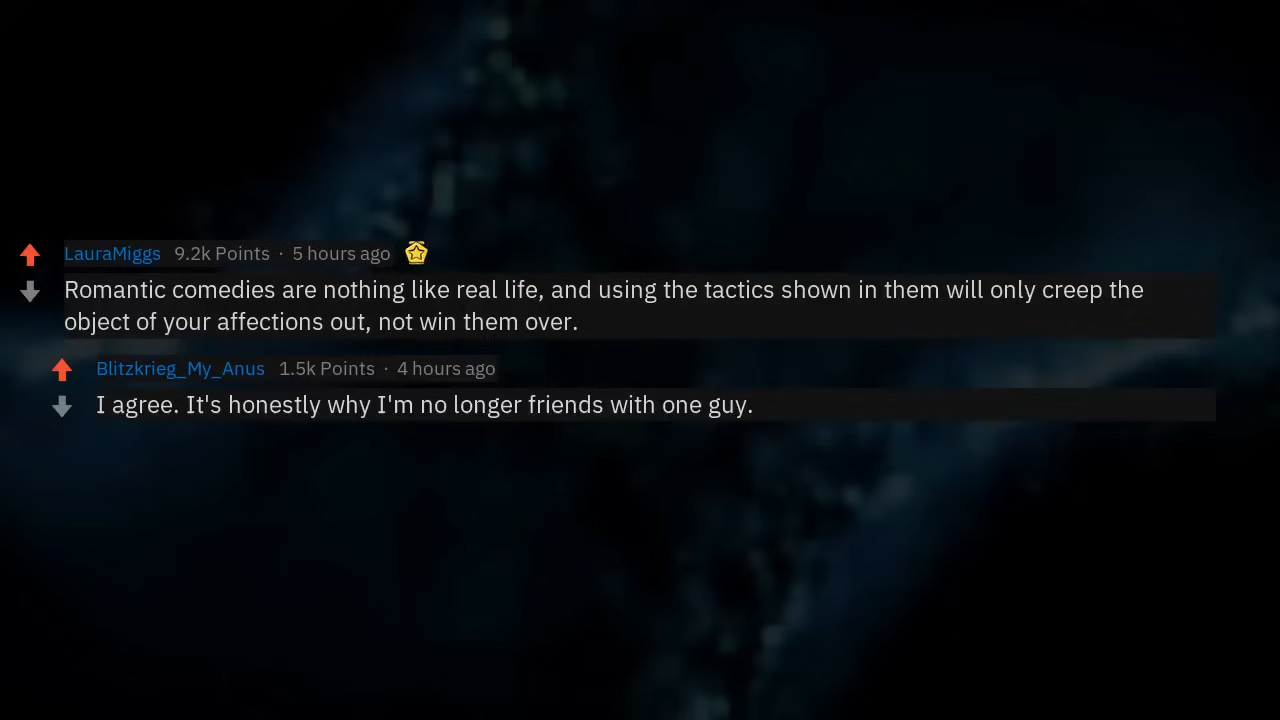 LauraMiggs 9.2k Points · 5 hours ago
Romantic comedies are nothing like real life, and using the tactics shown in them will only creep the
object of your affections out, not win them over.
Blitzkrieg_My_Anus 1.5k Points · 4 hours ago
I agree. It's honestly why I'm no longer friends with one guy.